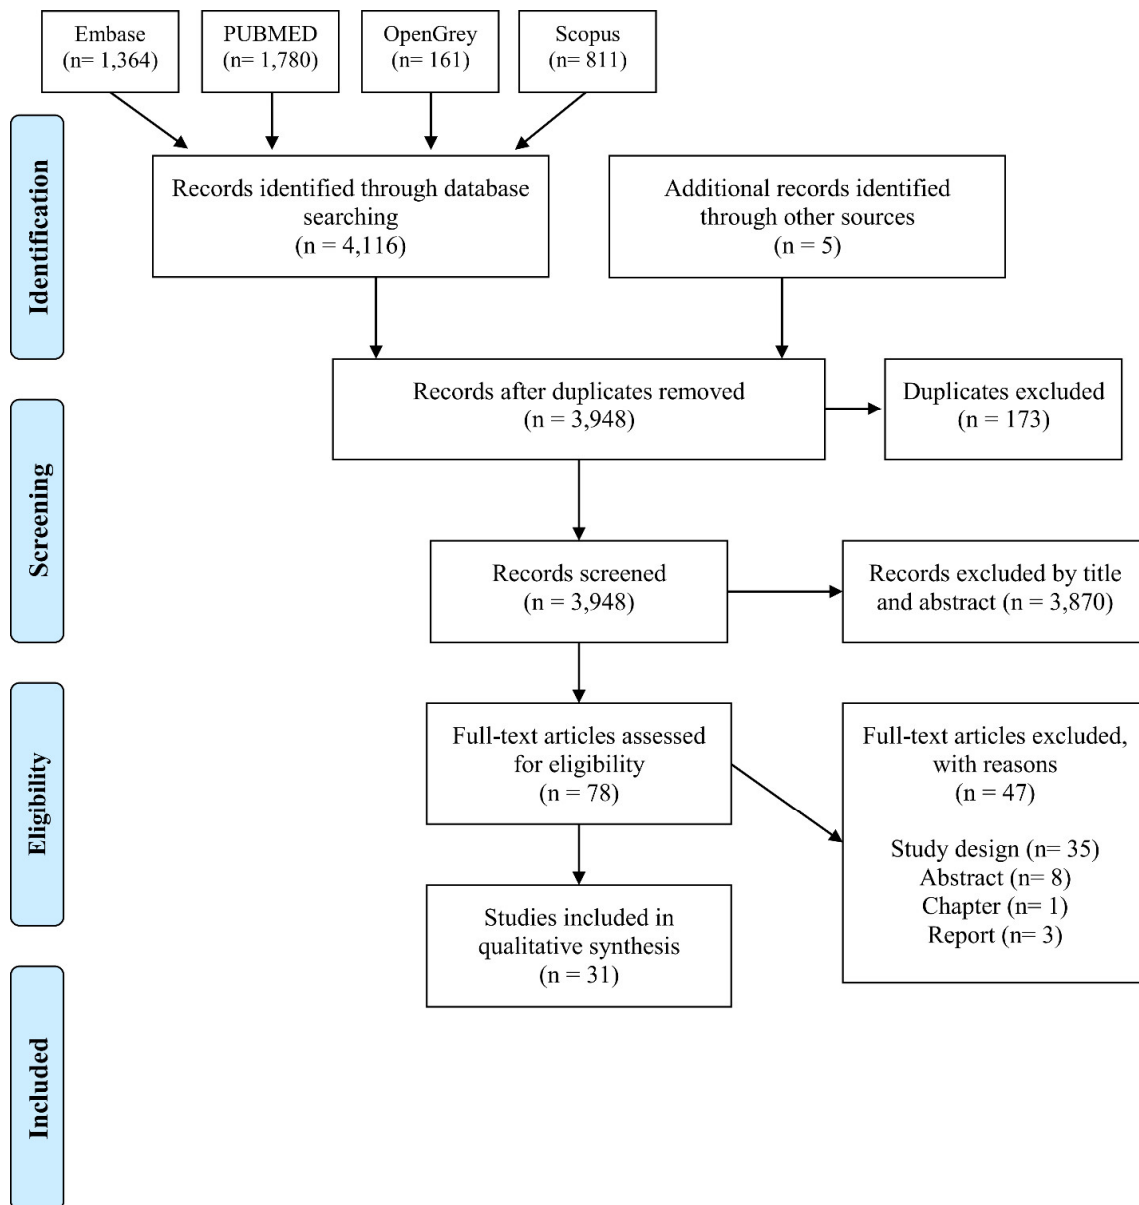 Embase
(n= 1,364)
PUBMED
(n= 1,780)
OpenGrey
(n= 161)
Scopus
(n= 811)
Identification
Records identified through database
searching
(n = 4,116)
Additional records identified
through other sources
(n = 5)
Records after duplicates removed
(n = 3,948)
Duplicates excluded
(n = 173)
Screening
Records screened
(n = 3,948)
Records excluded by title
and abstract (n = 3,870)
Eligibility
Full-text articles assessed
for eligibility
(n = 78)
Full-text articles excluded,
with reasons
(n = 47)
Study design (n= 35)
Abstract (n= 8)
Chapter (n= 1)
Report (n= 3)
Studies included in
qualitative synthesis
(n = 31)
Included